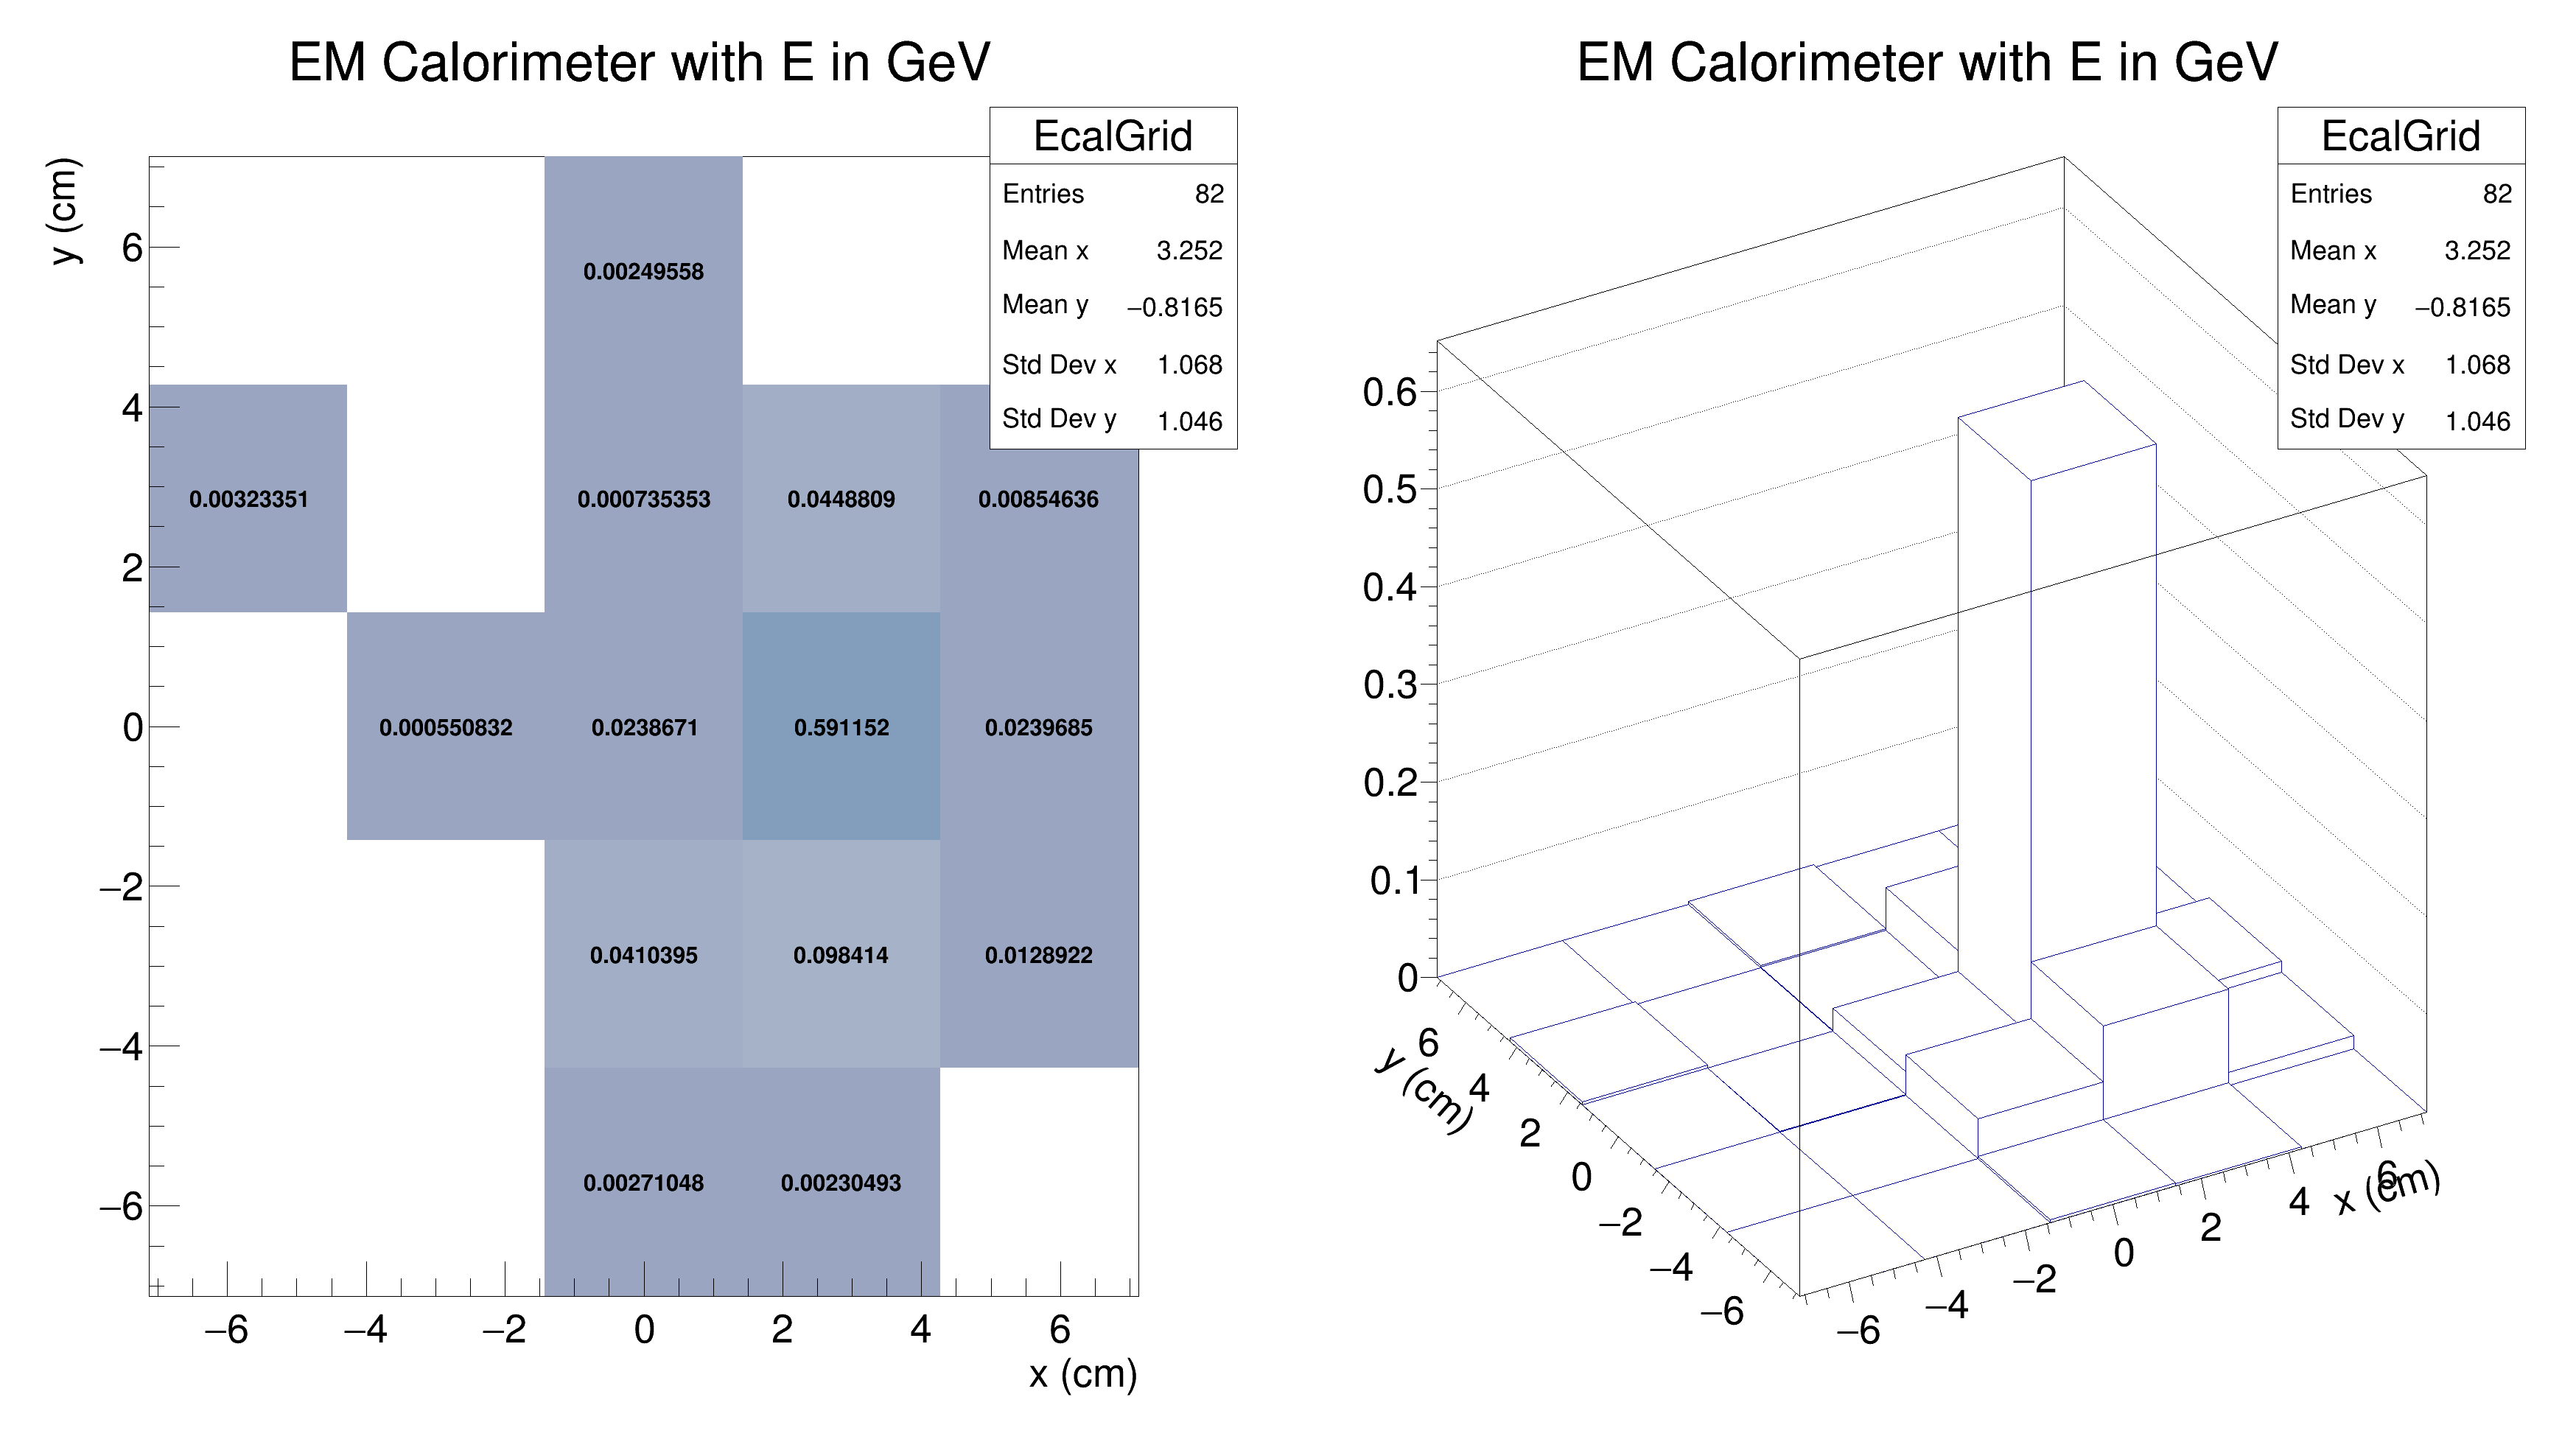 EM Calorimeter with E in GeV
EcalGrid
Entries 82
Mean x 3.252
Mean y −0.8165
Std Dev x 1.068
Std Dev y 1.046
y (cm)
6
4
2
0
−2
−4
−6
0.00249558
0.00323351 0.000735353 0.0448809 0.00854636
0.000550832 0.0238671 0.591152 0.0239685
0.0410395 0.098414 0.0128922
0.00271048 0.00230493
−6 −4 −2 0 2 4 6
x (cm)
EM Calorimeter with E in GeV
EcalGrid
Entries 82
Mean x 3.252
Mean y −0.8165
Std Dev x 1.068
Std Dev y 1.046
0.6
0.5
0.4
0.3
0.2
0.1
0
y (cm)
6
4
2
0
−2
−4
−6
−6
−4
−2
0
2
4
6
x (cm)